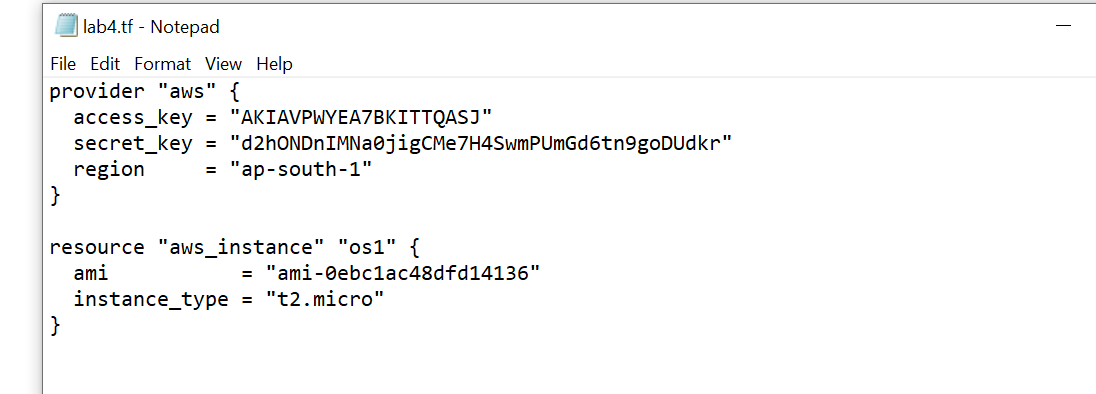 lab4.tf - Notepad
File Edit Format View Help
provider "aws" {
  access_key = "AKIAVPWYEA7BKITTQASJ"
  secret_key = "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"
  region     = "ap-south-1"
}

resource "aws_instance" "os1" {
  ami           = "ami-0ebc1ac48dfd14136"
  instance_type = "t2.micro"
}